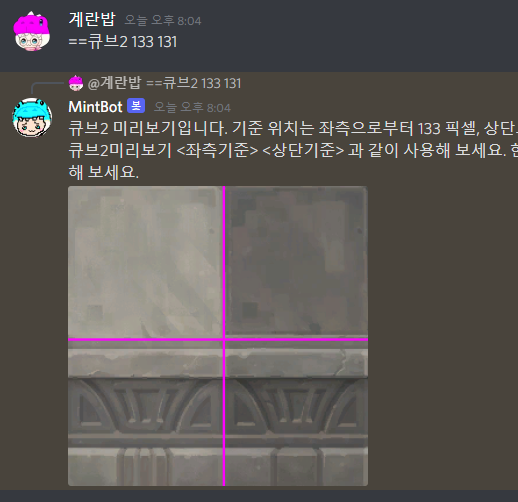 계란밥 오늘 오후 8:04
==큐브2 133 131
@계란밥 ==큐브2 133 131
MintBot 봇 오늘 오후 8:04
큐브2 미리보기입니다. 기준 위치는 좌측으로부터 133 픽셀, 상단.
큐브2미리보기 <좌측기준> <상단기준> 과 같이 사용해 보세요.
해 보세요.